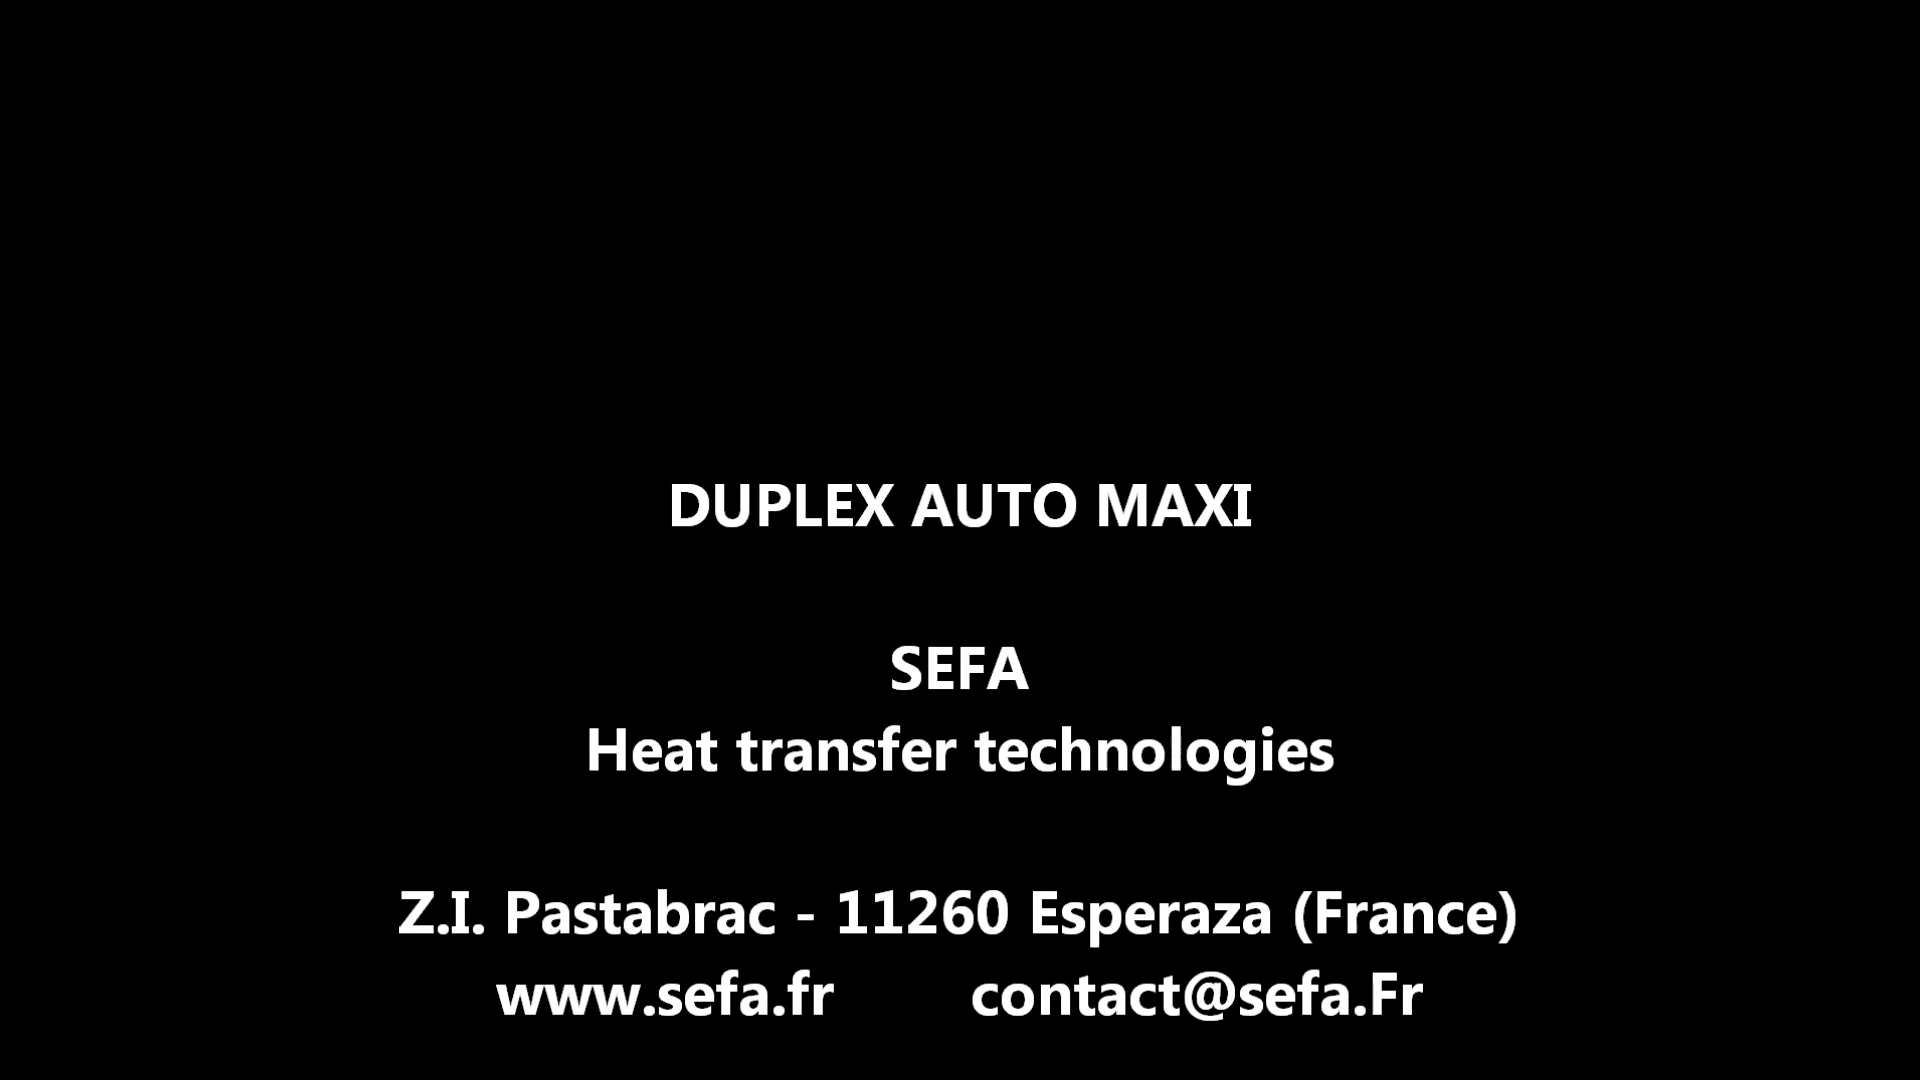 DUPLEX AUTO MAXI
SEFA
Heat transfer technologies
Z.I. Pastabrac - 11260 Esperaza (France)
www.sefa.fr contact@sefa.Fr